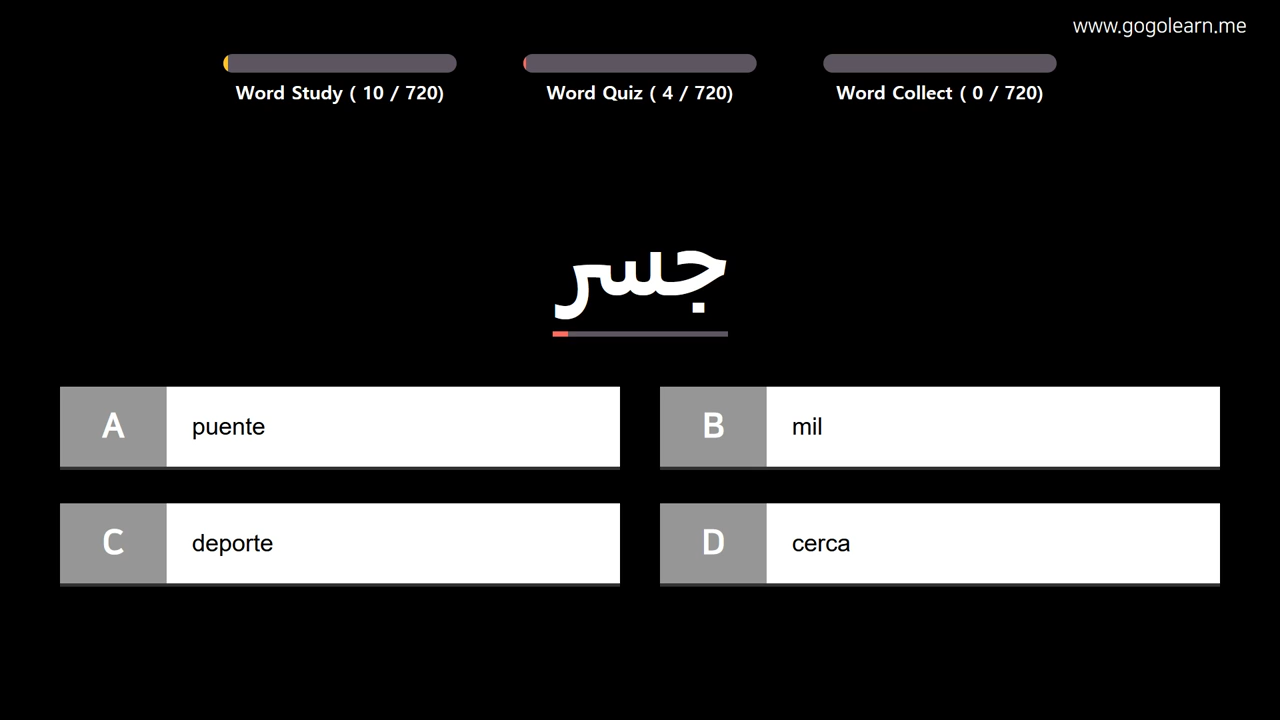 www.gogolearn.me
Word Study ( 10 / 720)
Word Quiz ( 4 / 720)
Word Collect ( 0 / 720)
جسر
A puente
B mil
C deporte
D cerca